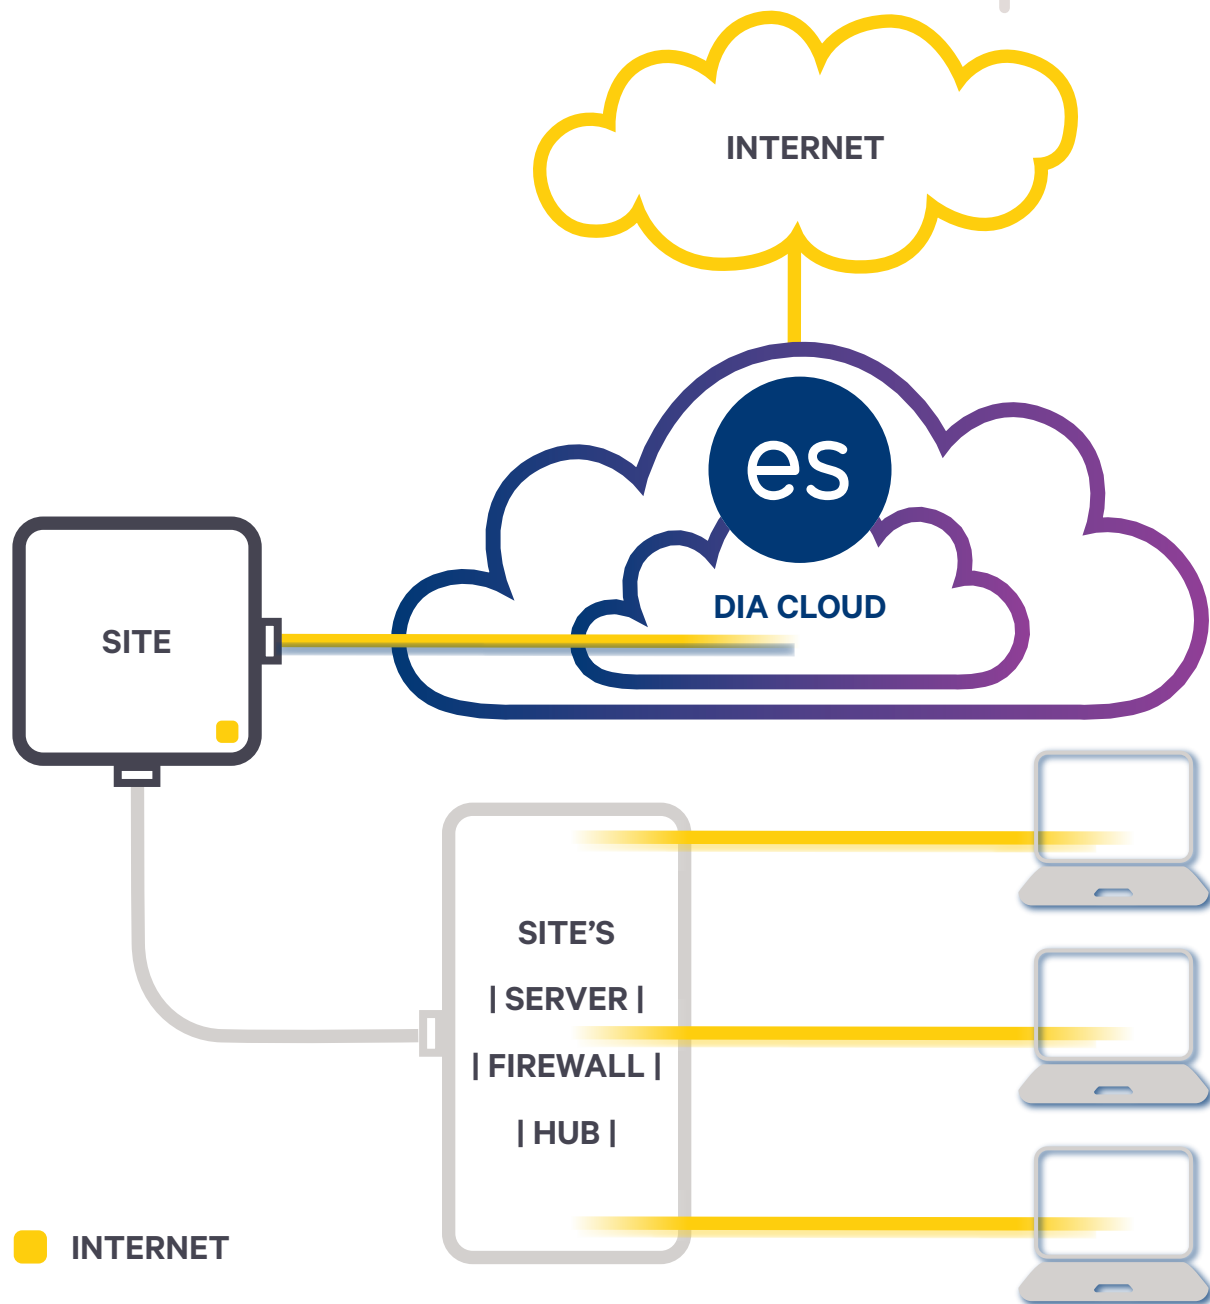 INTERNET
es
DIA CLOUD
SITE
SITE’S
| SERVER |
| FIREWALL |
| HUB |
INTERNET